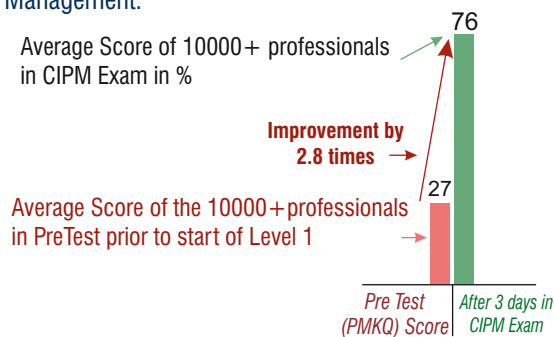 Management.
76
Average Score of 10000+ professionals
in CIPM Exam in %
Improvement by
2.8 times
27
Average Score of the 10000+professionals
in PreTest prior to start of Level 1
Pre Test
(PMKQ) Score
After 3 days in
CIPM Exam